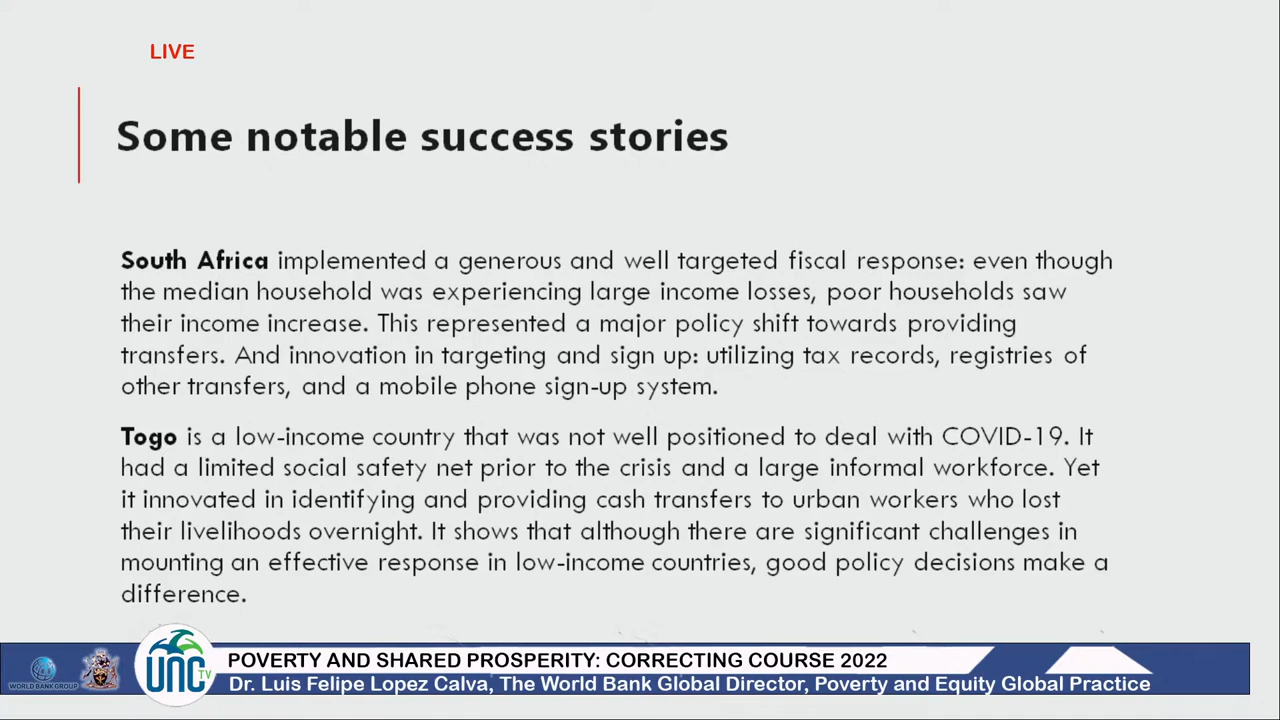 LIVE
Some notable success stories
South Africa implemented a generous and well targeted fiscal response: even though
the median household was experiencing large income losses, poor households saw
their income increase. This represented a major policy shift towards providing
transfers. And innovation in targeting and sign up: utilizing tax records, registries of
other transfers, and a mobile phone sign-up system.
Togo is a low-income country that was not well positioned to deal with COVID-19. It
had a limited social safety net prior to the crisis and a large informal workforce. Yet
it innovated in identifying and providing cash transfers to urban workers who lost
their livelihoods overnight. It shows that although there are significant challenges in
mounting an effective response in low-income countries, good policy decisions make a
difference.
WORLD BANK GROUP
UNC TV
POVERTY AND SHARED PROSPERITY: CORRECTING COURSE 2022
Dr. Luis Felipe Lopez Calva, The World Bank Global Director, Poverty and Equity Global Practice